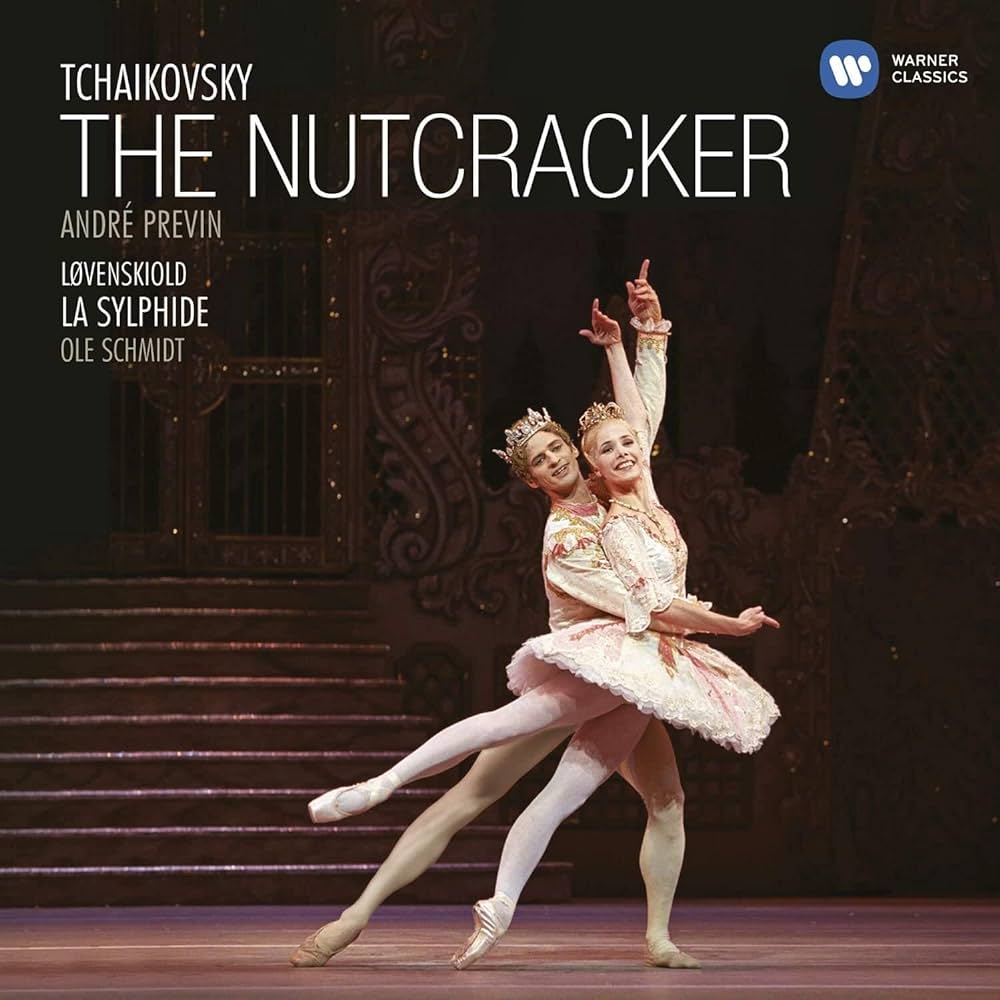 TCHAIKOVSKY
THE NUTCRACKER
ANDRÉ PREVIN
LØVENSKIOLD
LA SYLPHIDE
OLE SCHMIDT
WARNER
CLASSICS